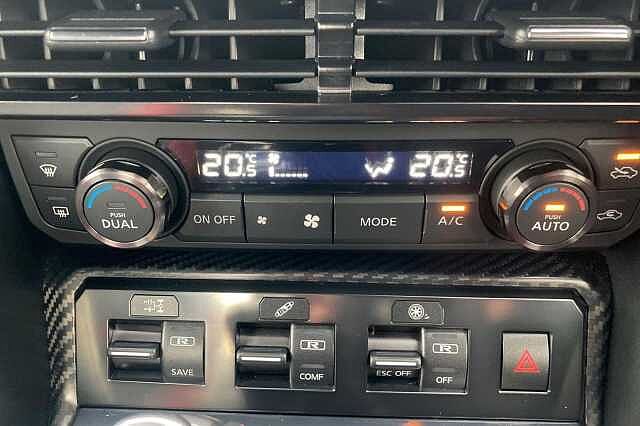 20.5°C
20.5°C
PUSH
DUAL
ON OFF
MODE
A/C
PUSH
AUTO
R
SAVE
R
COMF
ESC OFF
R
OFF